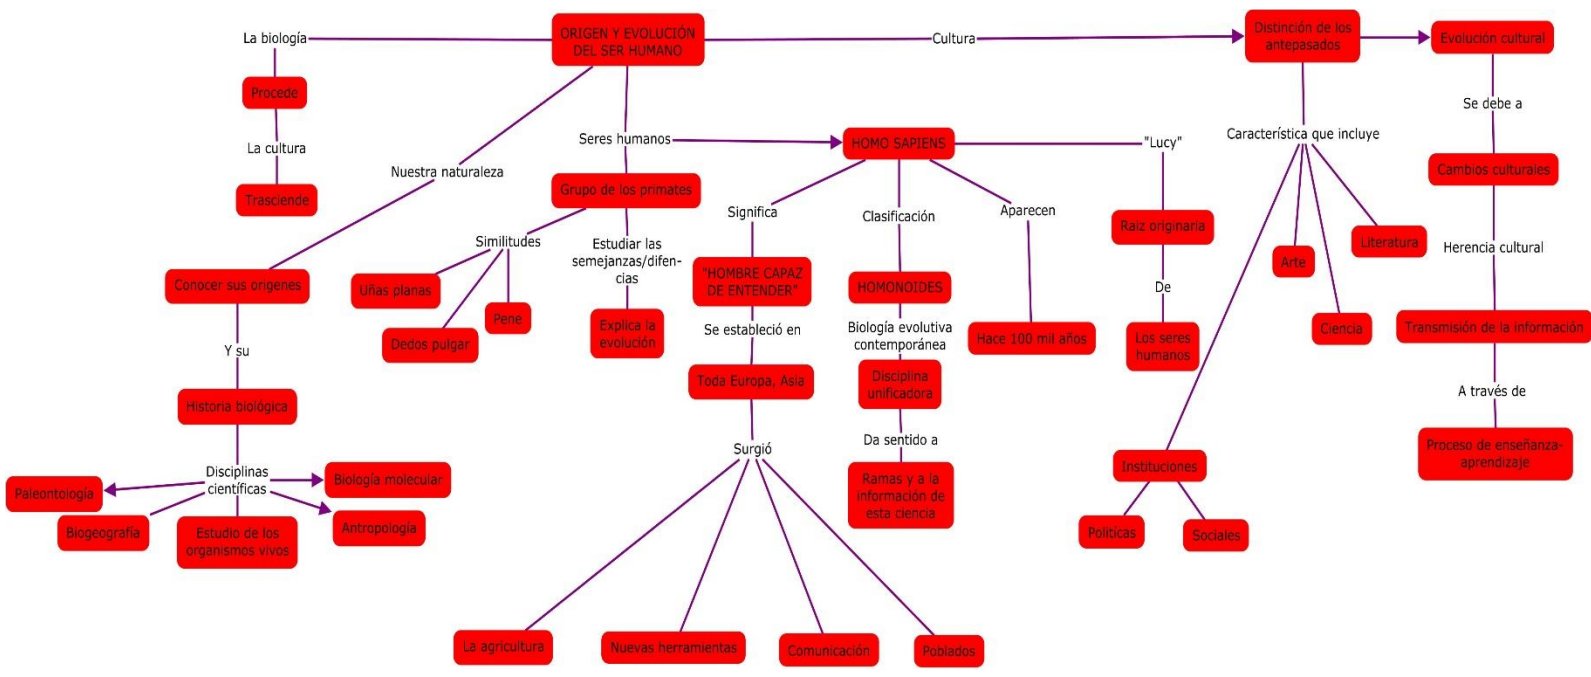 ORIGEN Y EVOLUCIÓN
DEL SER HUMANO
La biología
Procede
La cultura
Trasciende
Nuestra naturaleza
Conocer sus origenes
Y su
Historia biológica
Disciplinas
científicas
Paleontología
Biogeografía
Estudio de los
organismos vivos
Antropología
Biología molecular
Seres humanos
Grupo de los primates
Similitudes
Uñas planas
Dedos pulgar
Pene
Estudiar las
semejanzas/difen-
cias
Explica la
evolución
HOMO SAPIENS
Significa
"HOMBRE CAPAZ
DE ENTENDER"
Se estableció en
Toda Europa, Asia
Surgió
La agricultura
Nuevas herramientas
Comunicación
Poblados
Clasificación
HOMONOIDES
Biología evolutiva
contemporánea
Disciplina
unificadora
Da sentido a
Ramas y a la
información de
esta ciencia
Aparecen
Hace 100 mil años
"Lucy"
Raiz originaria
De
Los seres
humanos
Cultura
Distinción de los
antepasados
Característica que incluye
Instituciones
Politícas
Sociales
Arte
Ciencia
Literatura
Evolución cultural
Se debe a
Cambios culturales
Herencia cultural
Transmisión de la información
A través de
Proceso de enseñanza-
aprendizaje